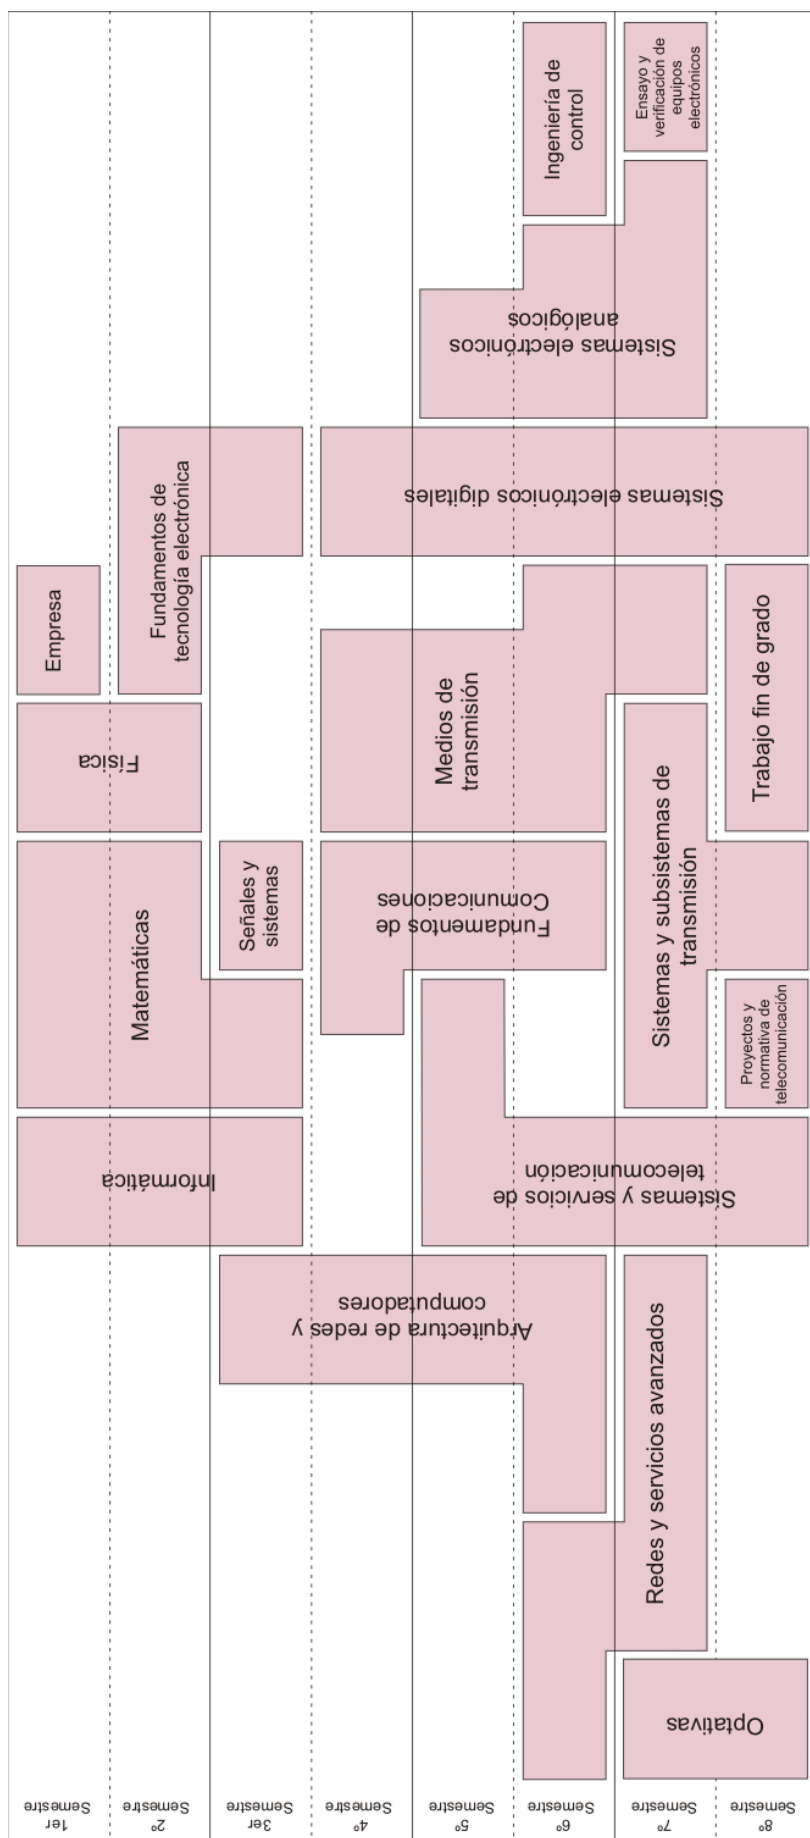 Ingeniería de
control
Ensayo y
verificación de
equipos
electrónicos
Sistemas electrónicos
analógicos
Fundamentos de
tecnología electrónica
Sistemas electrónicos digitales
Empresa
Física
Medios de
transmisión
Trabajo fin de grado
Matemáticas
Señales y
sistemas
Fundamentos de
Comunicaciones
Sistemas y subsistemas de
transmisión
Proyectos y
normativa de
telecomunicación
Informática
Sistemas y servicios de
telecomunicación
Arquitectura de redes y
computadores
Redes y servicios avanzados
Optativas
1er
Semestre
2º
Semestre
3er
Semestre
4º
Semestre
5º
Semestre
6º
Semestre
7º
Semestre
8º
Semestre